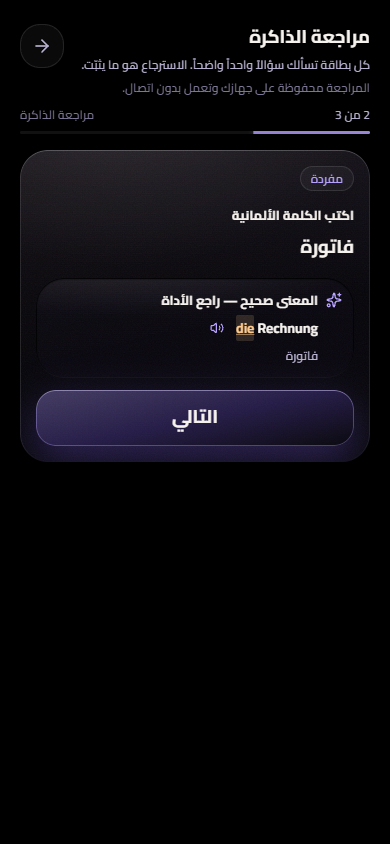 مراجعة الذاكرة
كل بطاقة تسألك سؤالاً واحداً واضحاً. الاسترجاع هو ما يثبّت.
المراجعة محفوظة على جهازك وتعمل بدون اتصال.
2 من 3
مراجعة الذاكرة
مفردة
اكتب الكلمة الألمانية
فاتورة
المعنى صحيح — راجع الأداة
die Rechnung
فاتورة
التالي